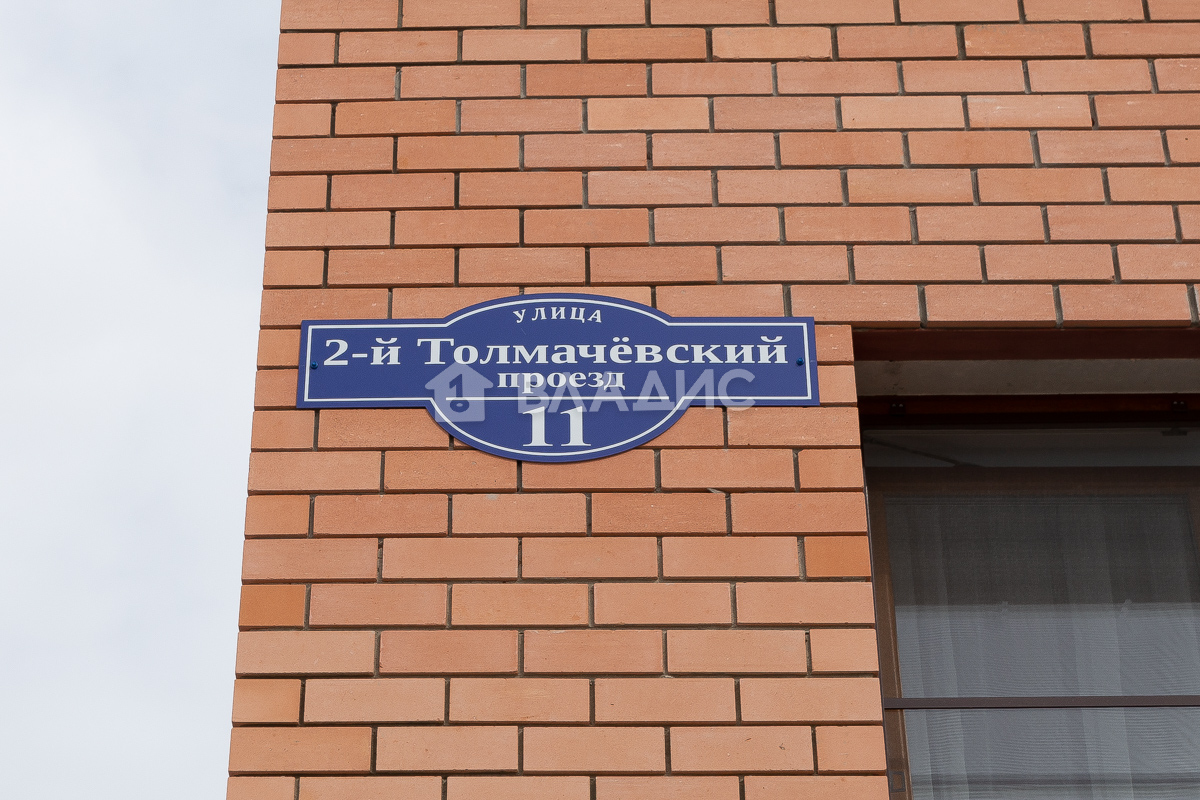 УЛИЦА
2-й Толмачёвский
проезд
ВЛАДИС
11